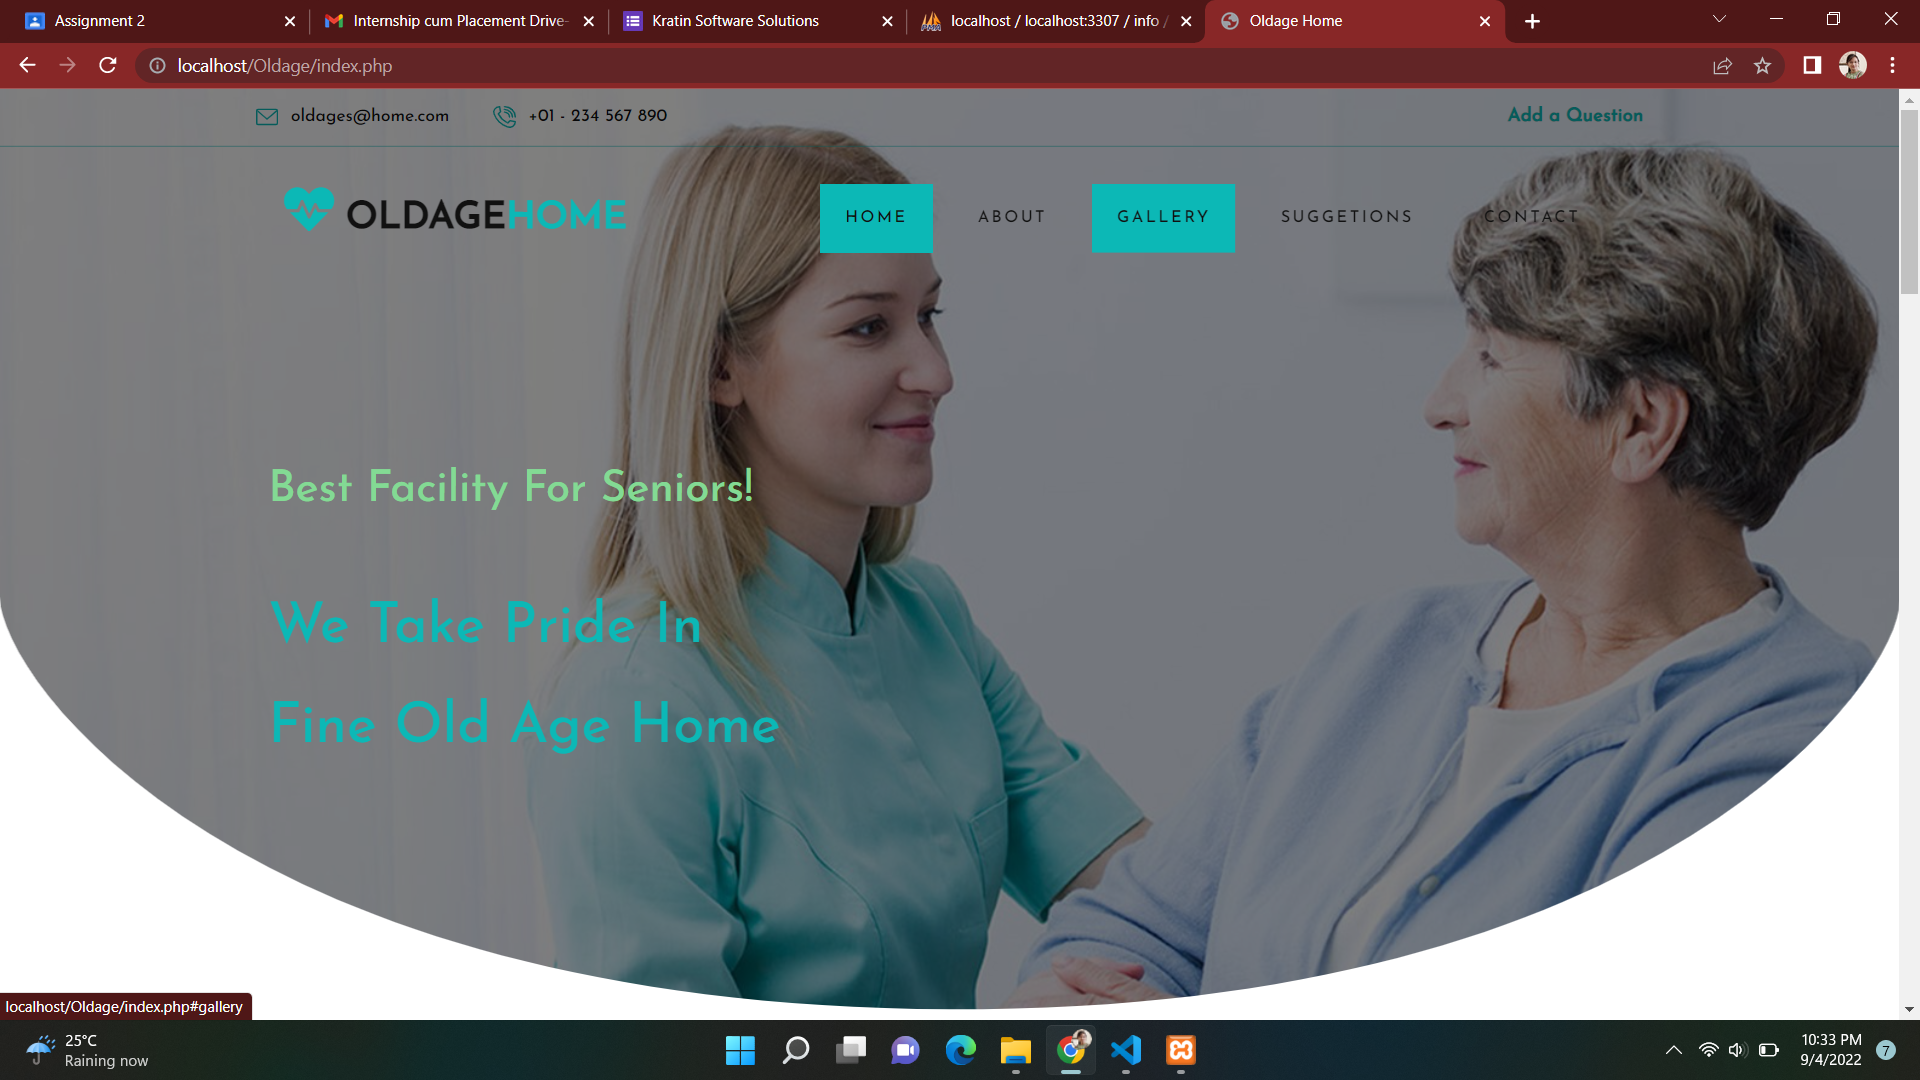 Assignment 2
Internship cum Placement Drive-
Kratin Software Solutions
localhost / localhost:3307 / info /
Oldage Home
localhost/Oldage/index.php
oldages@home.com
+01 - 234 567 890
Add a Question
OLDAGEHOME
HOME
ABOUT
GALLERY
SUGGETIONS
CONTACT
Best Facility For Seniors!
We Take Pride In
Fine Old Age Home
localhost/Oldage/index.php#gallery
25°C
Raining now
10:33 PM
9/4/2022
7